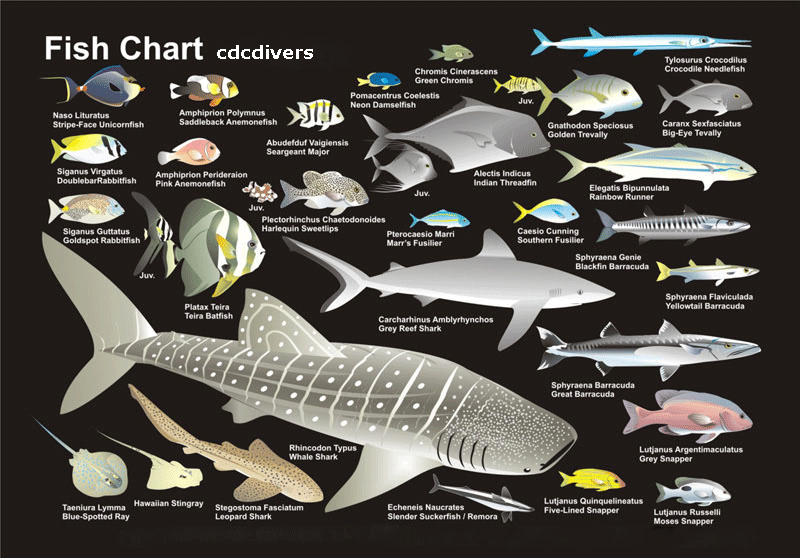 Fish Chart cdcdivers
Tylosurus Crocodilus
Crocodile Needlefish
Chromis Cinerascens
Green Chromis
Naso Lituratus
Stripe-Face Unicornfish
Amphiprion Polymnus
Saddleback Anemonefish
Pomacentrus Coelestis
Neon Damselfish
Juv.
Gnathodon Speciosus
Golden Trevally
Caranx Sexfasciatus
Big-Eye Tevally
Abudefduf Vaigiensis
Seargeant Major
Siganus Virgatus
DoublebarRabbitfish
Amphiprion Perideraion
Pink Anemonefish
Alectis Indicus
Indian Threadfin
Juv.
Elegatis Bipunnulata
Rainbow Runner
Juv.
Plectorhinchus Chaetodonoides
Harlequin Sweetlips
Siganus Guttatus
Goldspot Rabbitfish
Pterocaesio Marri
Marr's Fusilier
Caesio Cunning
Southern Fusilier
Sphyraena Genie
Blackfin Barracuda
Juv.
Platax Teira
Teira Batfish
Sphyraena Flaviculada
Yellowtail Barracuda
Carcharhinus Amblyrhynchos
Grey Reef Shark
Sphyraena Barracuda
Great Barracuda
Lutjanus Argentimaculatus
Grey Snapper
Rhincodon Typus
Whale Shark
Taeniura Lymma
Blue-Spotted Ray
Hawaiian Stingray
Stegostoma Fasciatum
Leopard Shark
Echeneis Naucrates
Slender Suckerfish / Remora
Lutjanus Quinquelineatus
Five-Lined Snapper
Lutjanus Russelli
Moses Snapper